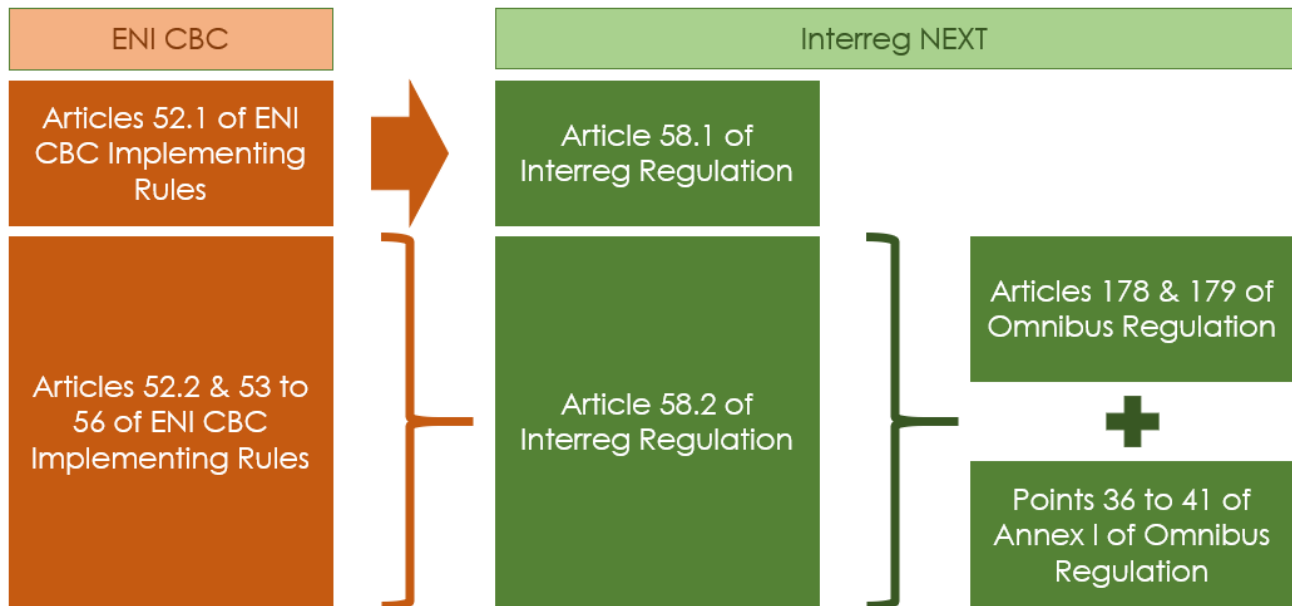 ENI CBC
Interreg NEXT
Articles 52.1 of ENI
CBC Implementing
Rules
Article 58.1 of
Interreg Regulation
Articles 52.2 & 53 to
56 of ENI CBC
Implementing Rules
Article 58.2 of
Interreg Regulation
Articles 178 & 179 of
Omnibus Regulation
Points 36 to 41 of
Annex I of Omnibus
Regulation